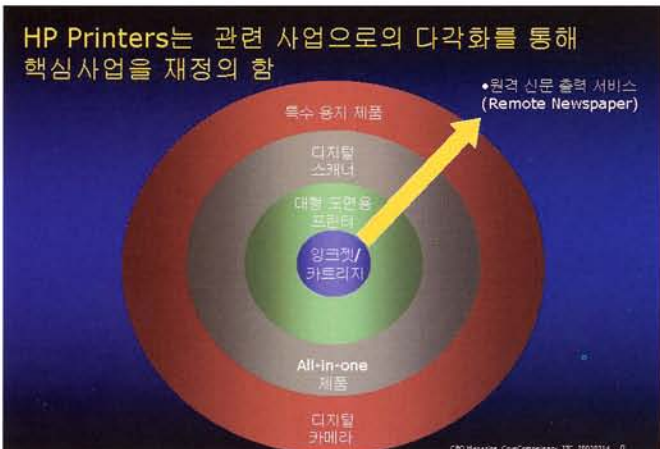 HP Printers는 관련 사업으로의 다각화를 통해
핵심사업을 재정의 함
•원격 신문 출력 서비스
(Remote Newspaper)
특수 용지 제품
디지털
스캐너
대형 도면용
프린터
잉크젯/
카트리지
All-in-one
제품
디지털
카메라